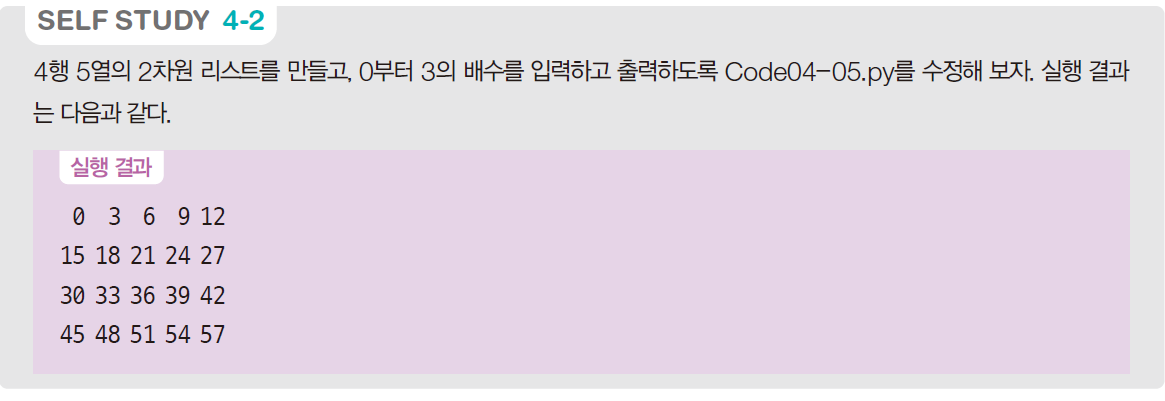 SELF STUDY 4-2
4행 5열의 2차원 리스트를 만들고, 0부터 3의 배수를 입력하고 출력하도록 Code04-05.py를 수정해 보자. 실행 결과
는 다음과 같다.
실행 결과
0 3 6 9 12
15 18 21 24 27
30 33 36 39 42
45 48 51 54 57